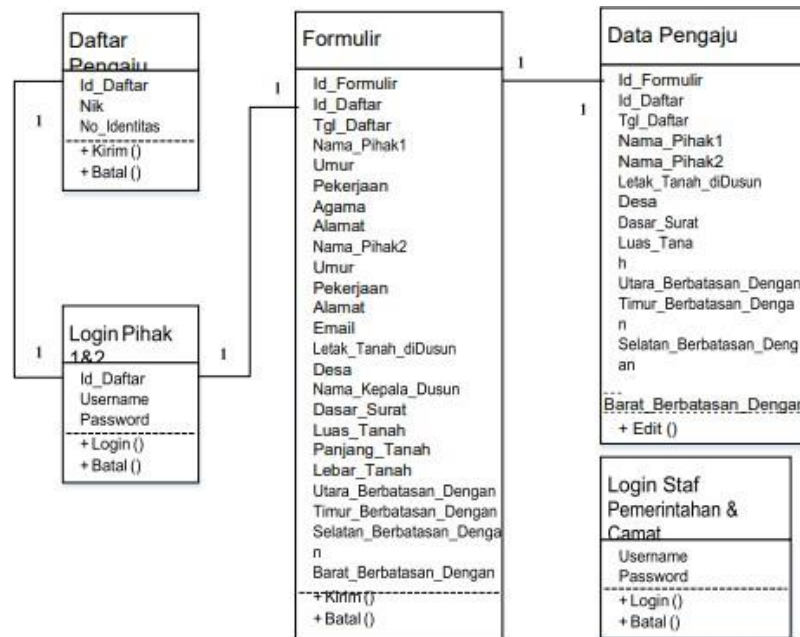 Daftar
Pengaju
Id_Daftar
Nik
No_Identitas
+ Kirim ()
+ Batal ()
1
1
Login Pihak
1&2
Id_Daftar
Username
Password
+ Login ()
+ Batal ()
1
1
Formulir
Id_Formulir
Id_Daftar
Tgl_Daftar
Nama_Pihak1
Umur
Pekerjaan
Agama
Alamat
Nama_Pihak2
Umur
Pekerjaan
Alamat
Email
Letak_Tanah_diDusun
Desa
Nama_Kepala_Dusun
Dasar_Surat
Luas_Tanah
Panjang_Tanah
Lebar_Tanah
Utara_Berbatasan_Dengan
Timur_Berbatasan_Dengan
Selatan_Berbatasan_Denga
n
Barat_Berbatasan_Dengan
+ Kirim ()
+ Batal ()
1
1
Data Pengaju
Id_Formulir
Id_Daftar
Tgl_Daftar
Nama_Pihak1
Nama_Pihak2
Letak_Tanah_diDusun
Desa
Dasar_Surat
Luas_Tana
h
Utara_Berbatasan_Dengan
Timur_Berbatasan_Denga
n
Selatan_Berbatasan_Deng
an
Barat_Berbatasan_Dengan
+ Edit ()
Login Staf
Pemerintahan &
Camat
Username
Password
+ Login ()
+ Batal ()